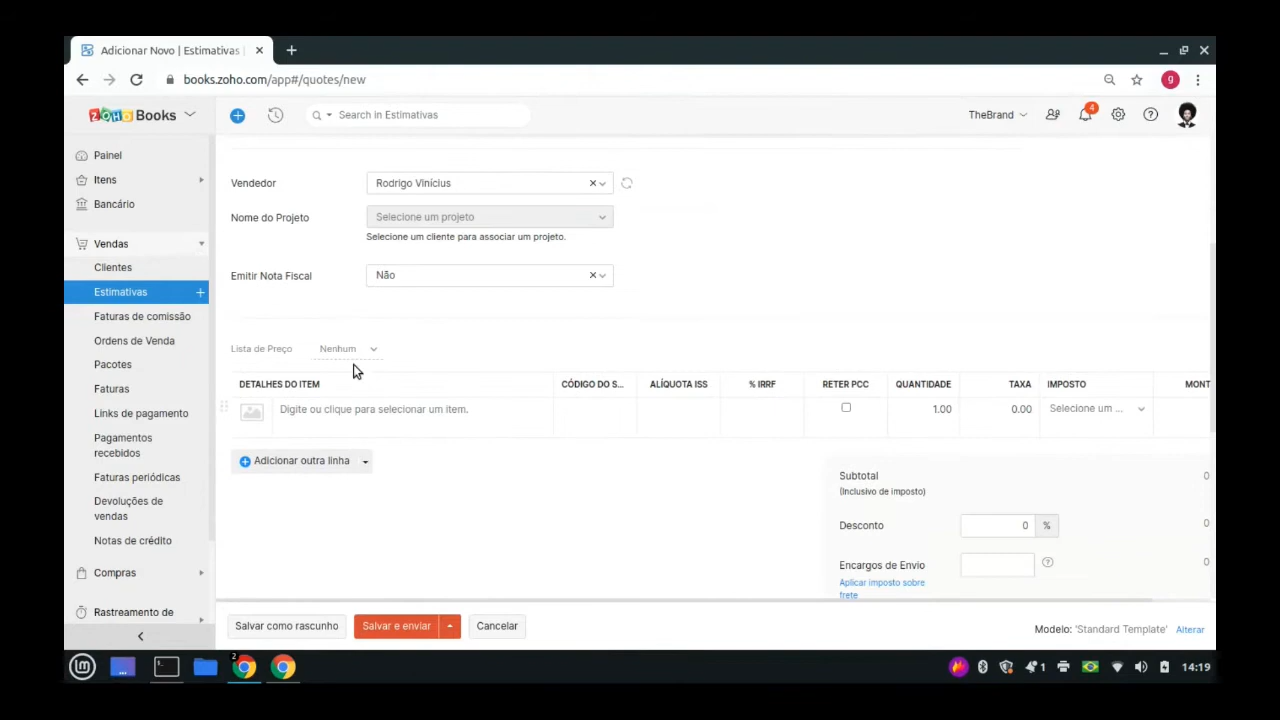 Adicionar Novo | Estimativas |
books.zoho.com/app#/quotes/new
g
ZOHO Books
Search in Estimativas
TheBrand
4
Painel
Itens
Bancário
Vendas
Clientes
Estimativas
Faturas de comissão
Ordens de Venda
Pacotes
Faturas
Links de pagamento
Pagamentos
recebidos
Faturas periódicas
Devoluções de
vendas
Notas de crédito
Compras
Rastreamento de
Vendedor
Rodrigo Vinícius
Nome do Projeto
Selecione um projeto
Selecione um cliente para associar um projeto.
Emitir Nota Fiscal
Não
Lista de Preço
Nenhum
DETALHES DO ITEM
CÓDIGO DO S...
ALÍQUOTA ISS
% IRRF
RETER PCC
QUANTIDADE
TAXA
IMPOSTO
MONT
Digite ou clique para selecionar um item.
1.00
0.00
Selecione um ...
Adicionar outra linha
Subtotal
0
(Inclusivo de imposto)
Desconto
0
%
0
Encargos de Envio
0
Aplicar imposto sobre
frete
Salvar como rascunho
Salvar e enviar
Cancelar
Modelo: 'Standard Template'
Alterar
2
1
14:19